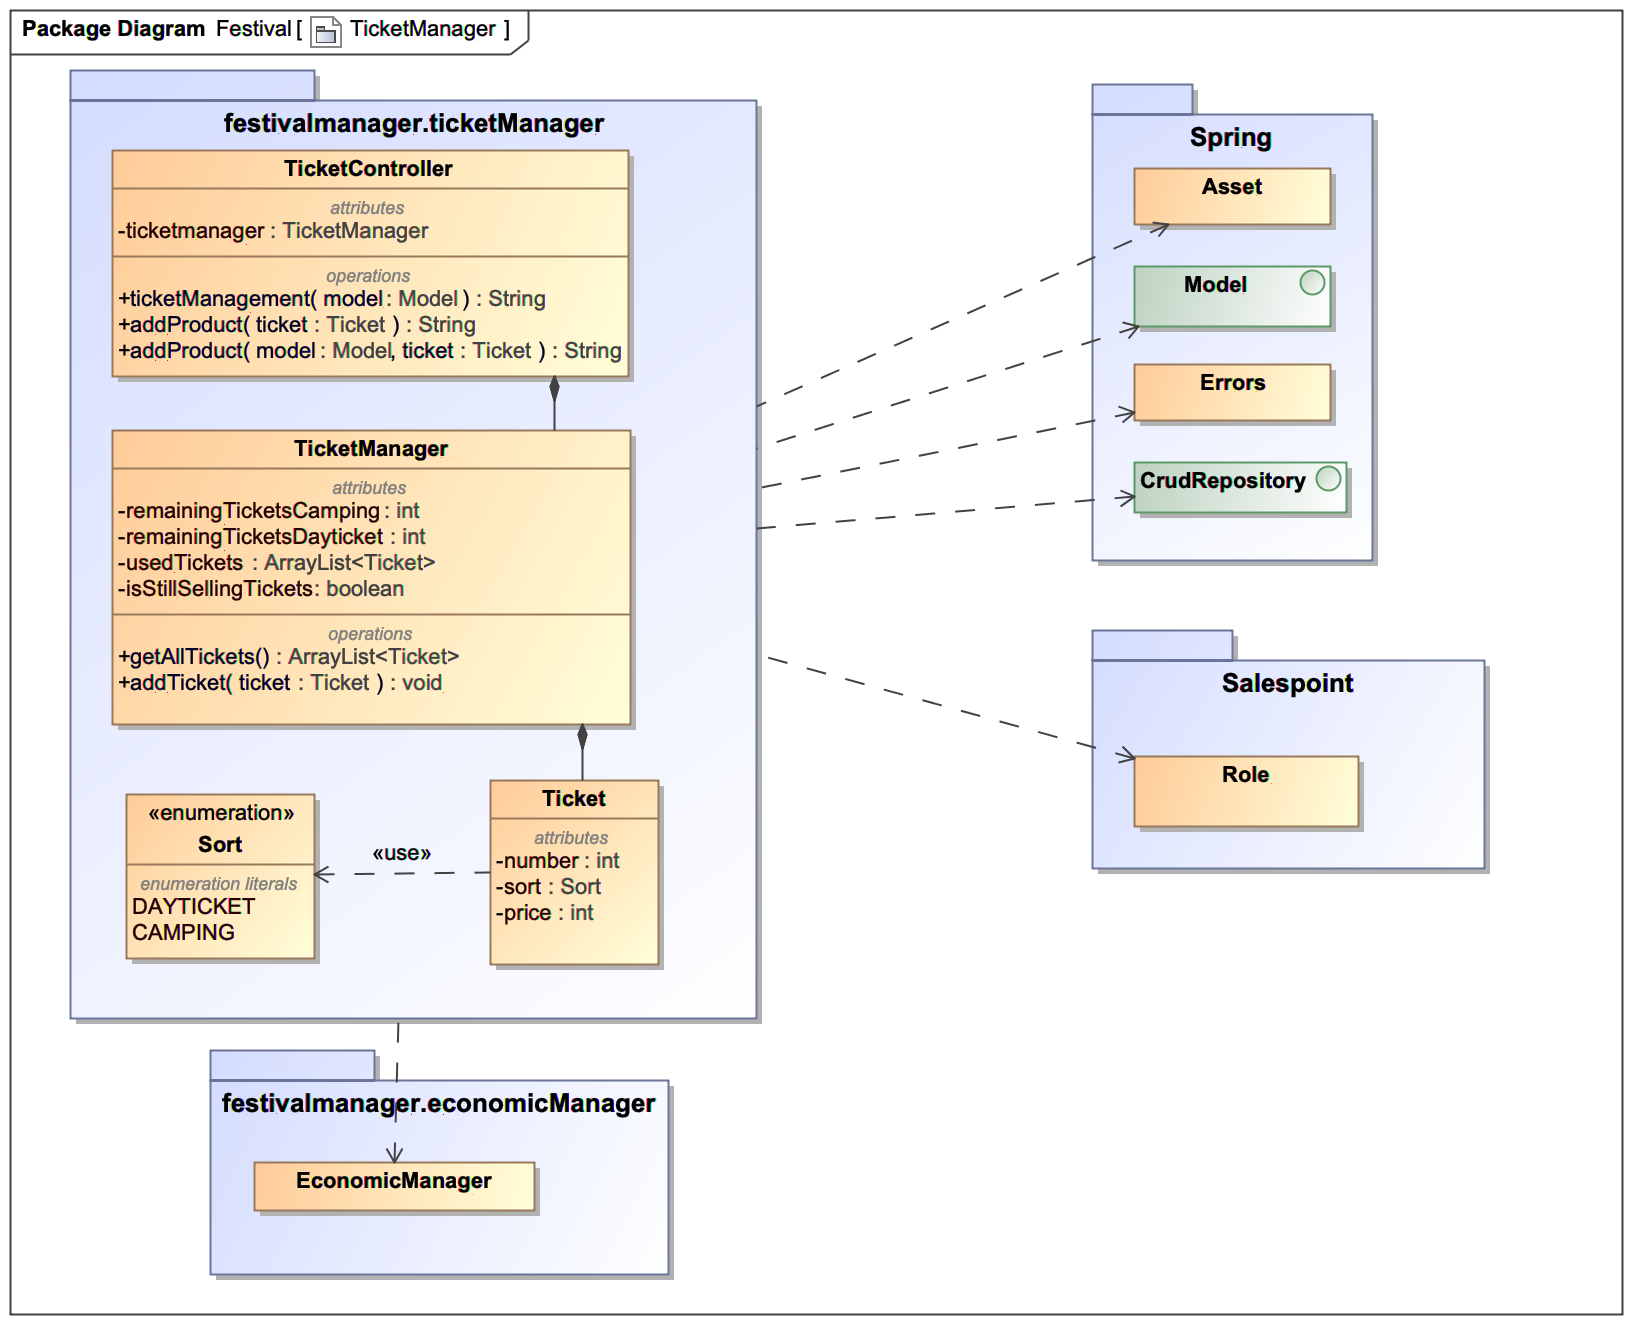 Package Diagram Festival [ TicketManager ]
festivalmanager.ticketManager
TicketController
attributes
-ticketmanager : TicketManager
operations
+ticketManagement( model : Model ) : String
+addProduct( ticket : Ticket ) : String
+addProduct( model : Model, ticket : Ticket ) : String
TicketManager
attributes
-remainingTicketsCamping : int
-remainingTicketsDayticket : int
-usedTickets : ArrayList<Ticket>
-isStillSellingTickets : boolean
operations
+getAllTickets() : ArrayList<Ticket>
+addTicket( ticket : Ticket ) : void
«enumeration»
Sort
enumeration literals
DAYTICKET
CAMPING
«use»
Ticket
attributes
-number : int
-sort : Sort
-price : int
festivalmanager.economicManager
EconomicManager
Spring
Asset
Model
Errors
CrudRepository
Salespoint
Role